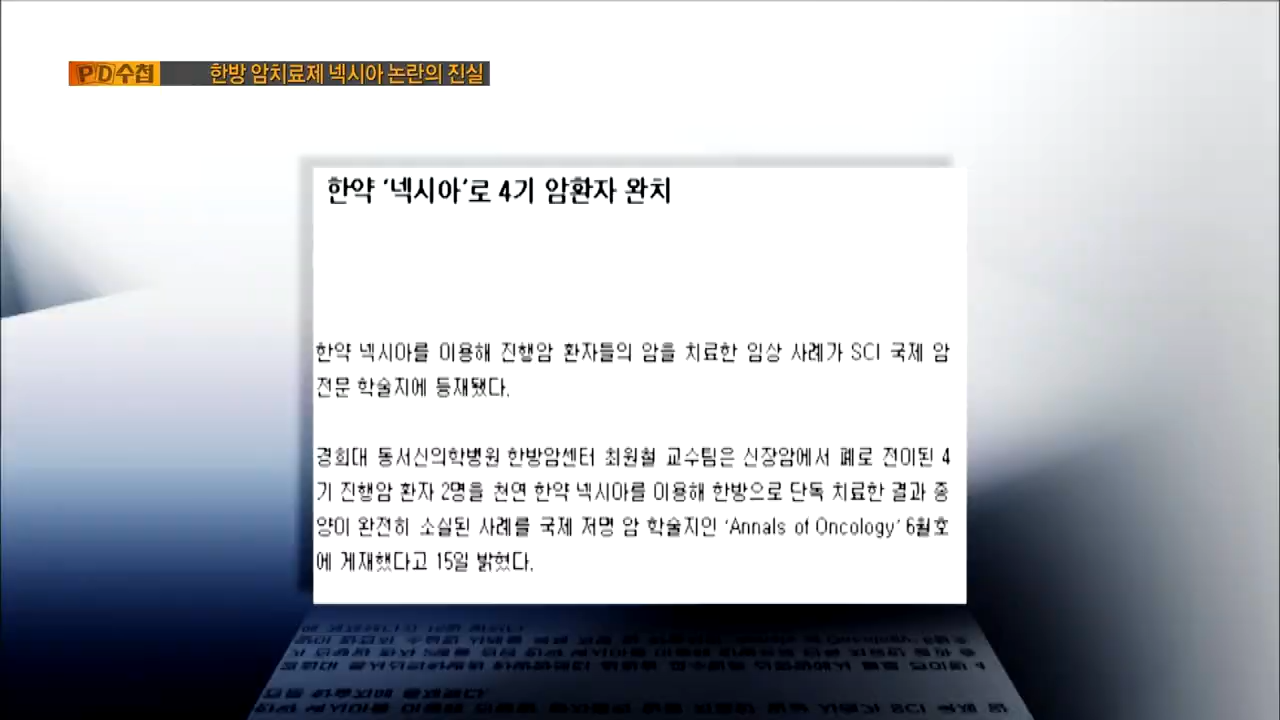 PD수첩 한방 암치료제 넥시아 논란의 진실
한약 '넥시아'로 4기 암환자 완치
한약 넥시아를 이용해 진행암 환자들의 암을 치료한 임상 사례가 SCI 국제 암
전문 학술지에 등재됐다.
경희대 동서신의학병원 한방암센터 최원철 교수팀은 신장암에서 폐로 전이된 4
기 진행암 환자 2명을 천연 한약 넥시아를 이용해 한방으로 단독 치료한 결과 종
양이 완전히 소실된 사례를 국제 저명 암 학술지인 'Annals of Oncology' 6월호
에 게재했다고 15일 밝혔다.